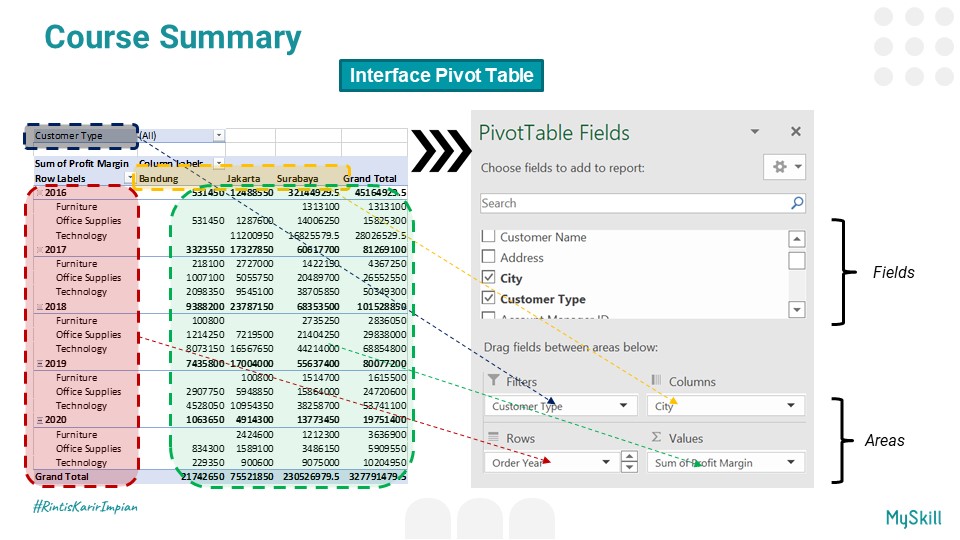 Course Summary
Interface Pivot Table
Customer Type (All)
Sum of Profit Margin Column Labels
Row Labels Bandung Jakarta Surabaya Grand Total
2016 531450 12488550 32144929.5 45164929.5
Furniture 1313100 1313100
Office Supplies 531450 1287600 14006250 15825300
Technology 11200950 16825579.5 28026529.5
2017 3323550 17327850 60617700 81269100
Furniture 218100 2727000 1422150 4367250
Office Supplies 1007100 5055750 20489700 26552550
Technology 2098350 9545100 38705850 50349300
2018 9388200 23787150 68353500 101528850
Furniture 100800 2735250 2836050
Office Supplies 1214250 7219500 21404250 29838000
Technology 8073150 16567650 44214000 68854800
2019 7435800 17004000 55637400 80077200
Furniture 100800 1514700 1615500
Office Supplies 2907750 5948850 15864000 24720600
Technology 4528050 10954350 38258700 53741100
2020 1063650 4914300 13773450 19751400
Furniture 2424600 1212300 3636900
Office Supplies 834300 1589100 3486150 5909550
Technology 229350 900600 9075000 10204950
Grand Total 21742650 75521850 230526979.5 327791479.5
PivotTable Fields
Choose fields to add to report:
Search
Customer Name
Address
City
Customer Type
Account Manager ID
Fields
Drag fields between areas below:
Filters Columns
Customer Type City
Rows Σ Values
Order Year Sum of Profit Margin
Areas
#RintisKarirImpian
MySkill